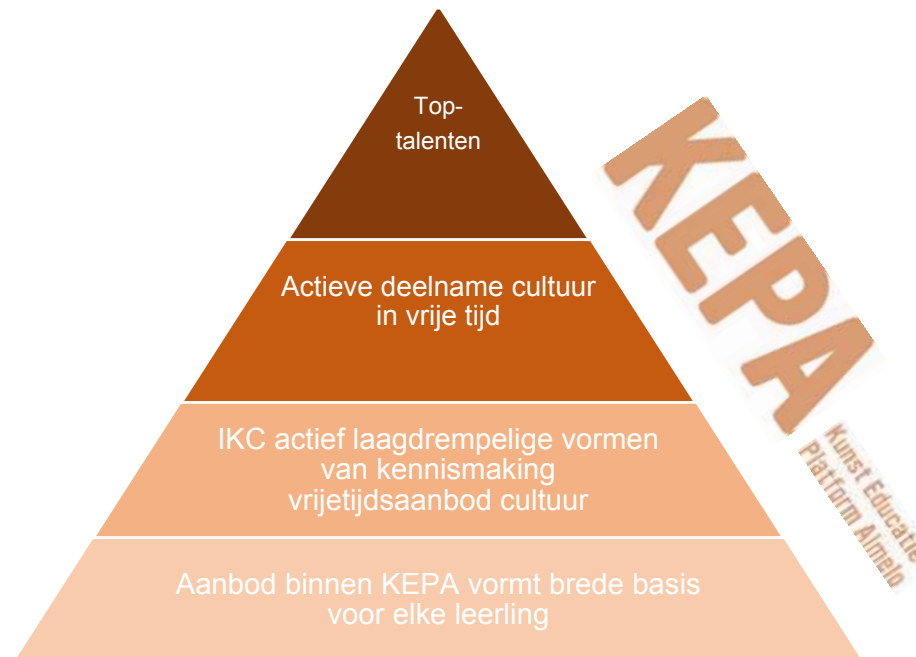 Top-
talenten
Actieve deelname cultuur
in vrije tijd
IKC actief laagdrempelige vormen
van kennismaking
vrijetijdsaanbod cultuur
Aanbod binnen KEPA vormt brede basis
voor elke leerling
KEPA
Kunst Educatie
Platform Almelo